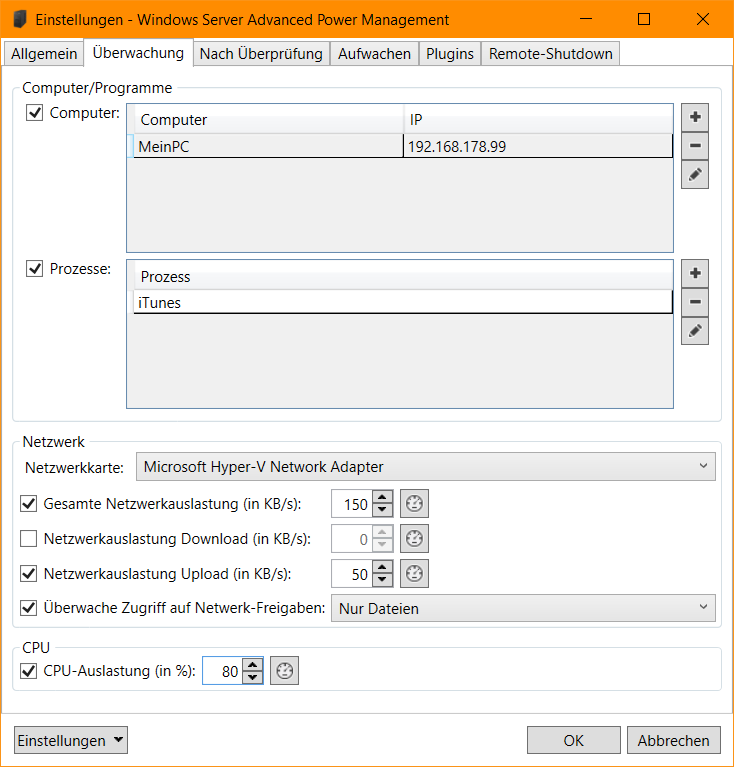 Einstellungen - Windows Server Advanced Power Management
Allgemein Überwachung Nach Überprüfung Aufwachen Plugins Remote-Shutdown
Computer/Programme
Computer:
Computer IP
MeinPC 192.168.178.99
Prozesse:
Prozess
iTunes
Netzwerk
Netzwerkkarte: Microsoft Hyper-V Network Adapter
Gesamte Netzwerkauslastung (in KB/s): 150
Netzwerkauslastung Download (in KB/s): 0
Netzwerkauslastung Upload (in KB/s): 50
Überwache Zugriff auf Netwerk-Freigaben: Nur Dateien
CPU
CPU-Auslastung (in %): 80
Einstellungen OK Abbrechen